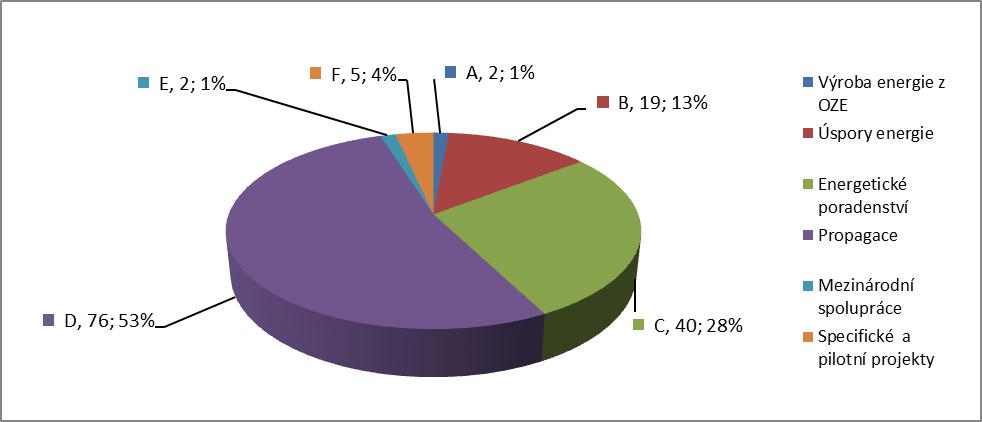 F, 5; 4%
A, 2; 1%
E, 2; 1%
B, 19; 13%
D, 76; 53%
C, 40; 28%
Výroba energie z
OZE
Úspory energie
Energetické
poradenství
Propagace
Mezinárodní
spolupráce
Specifické a
pilotní projekty